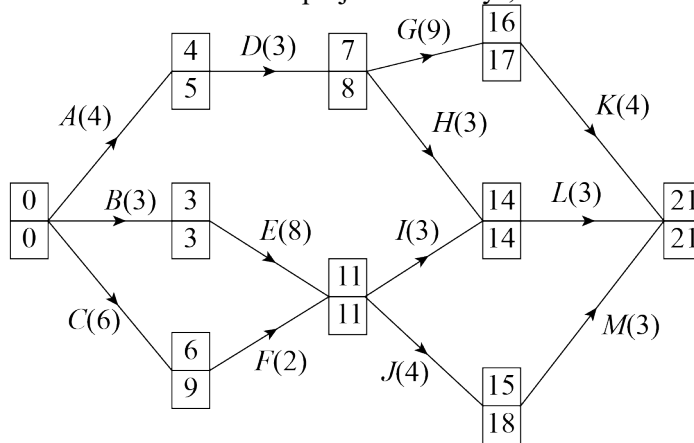 16
G(9)
4
D(3)
7
17
5
8
K(4)
A(4)
H(3)
0
B(3)
3
14
L(3)
21
0
3
E(8)
I(3)
14
21
11
C(6)
11
6
F(2)
J(4)
15
M(3)
9
18